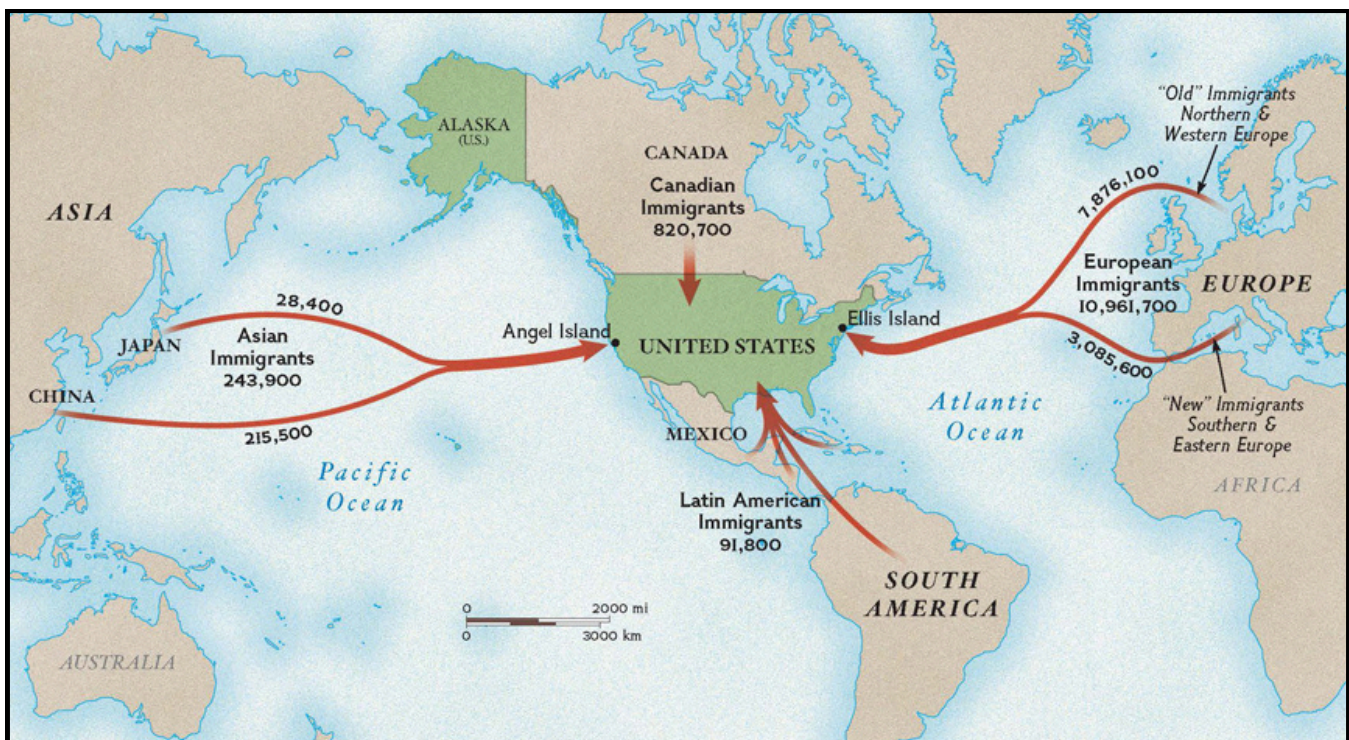 "Old" Immigrants
Northern &
Western Europe
ALASKA
(U.S.)
CANADA
Canadian
Immigrants
820,700
ASIA
7,876,100
European
Immigrants
10,961,700
EUROPE
28,400
JAPAN
Asian
Immigrants
243,900
Angel Island
Ellis Island
UNITED STATES
3,085,600
CHINA
215,500
Atlantic
Ocean
"New" Immigrants
Southern &
Eastern Europe
MEXICO
Pacific
Ocean
AFRICA
Latin American
Immigrants
91,800
SOUTH
AMERICA
0 2000 mi
0 3000 km
AUSTRALIA